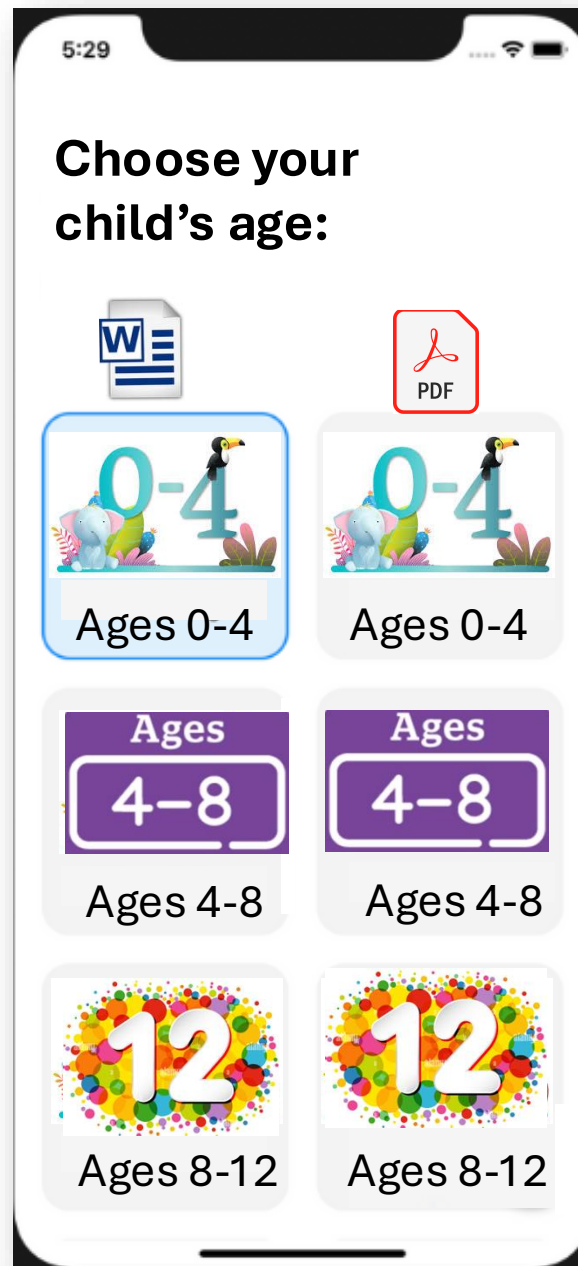 5:29
Choose your
child’s age:
W
PDF
0-4
0-4
Ages 0-4
Ages 0-4
Ages
4–8
Ages
4–8
Ages 4-8
Ages 4-8
12
12
Ages 8-12
Ages 8-12